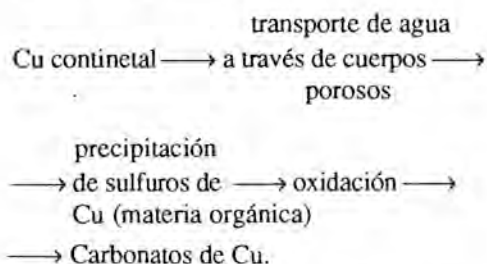 transporte de agua
Cu continetal ⟶ a través de cuerpos ⟶
porosos
precipitación
⟶ de sulfuros de ⟶ oxidación ⟶
Cu (materia orgánica)
⟶ Carbonatos de Cu.